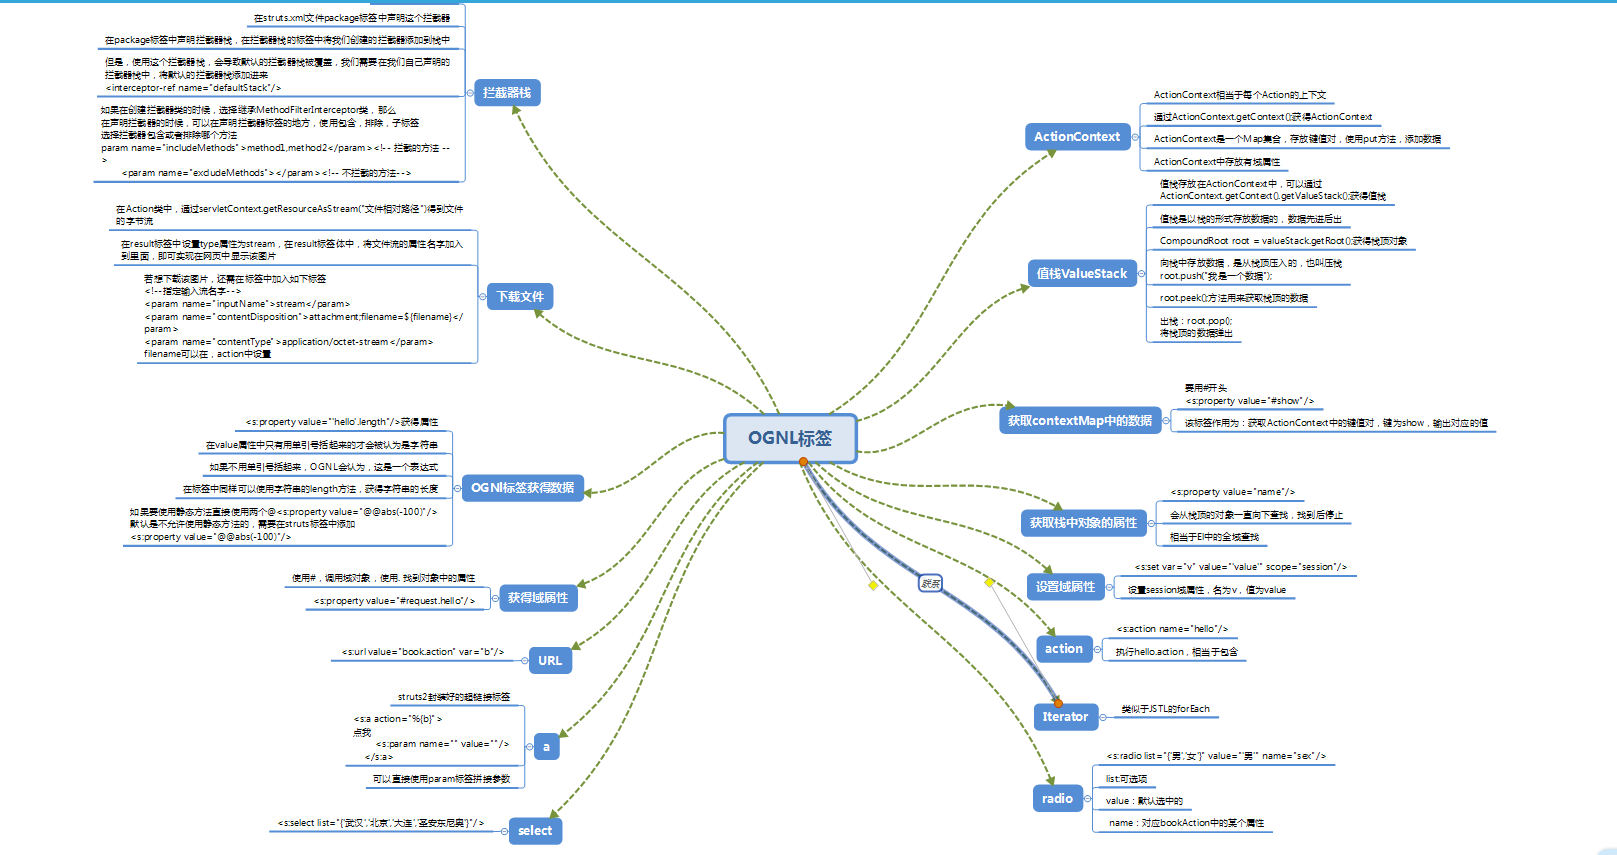 在struts.xml文件package标签中声明这个拦截器
在package标签中声明拦截器栈，在拦截器栈的标签中将我们创建的拦截器添加到栈中
但是，使用这个拦截器栈，会导致默认的拦截器栈被覆盖，我们需要在我们自己声明的
拦截器栈中，将默认的拦截器栈添加进来
<interceptor-ref name="defaultStack"/>
如果在创建拦截器类的时候，选择继承MethodFilterInterceptor类，那么
在声明拦截器的时候，可以在声明拦截器标签的地方，使用包含，排除，子标签
选择拦截器包含或者排除哪个方法
param name="includeMethods">method1,method2</param><!-- 拦截的方法 --
>
<param name="excludeMethods"></param><!-- 不拦截的方法-->
拦截器栈
在Action类中，通过servletContext.getResourceAsStream("文件相对路径")得到文件
的字节流
在result标签中设置type属性为stream，在result标签体中，将文件流的属性名字加入
到里面，即可实现在网页中显示该图片
若想下载该图片，还需在标签中加入如下标签
<!--指定输入流名字-->
<param name="inputName">stream</param>
<param name="contentDisposition">attachment;filename=${filename}</
param>
<param name="contentType">application/octet-stream</param>
filename可以在，action中设置
下载文件
<s:property value="'hello'.length"/>获得属性
在value属性中只有用单引号括起来的才会被认为是字符串
如果不用单引号括起来，OGNL会认为，这是一个表达式
在标签中同样可以使用字符串的length方法，获得字符串的长度
如果要使用静态方法直接使用两个@<s:property value="@@abs(-100)"/>
默认是不允许使用静态方法的，需要在struts标签中添加
<s:property value="@@abs(-100)"/>
OGNl标签获得数据
使用#，调用域对象，使用. 找到对象中的属性
<s:property value="#request.hello"/>
获得域属性
<s:url value="book.action" var="b"/>
URL
struts2封装好的超链接标签
<s:a action="%{b}">
点我
<s:param name="" value=""/>
</s:a>
可以直接使用param标签拼接参数
a
<s:select list="{'武汉','北京','大连','圣安东尼奥'}"/>
select
OGNL标签
联系
ActionContext
ActionContext相当于每个Action的上下文
通过ActionContext.getContext();获得ActionContext
ActionContext是一个Map集合，存放键值对，使用put方法，添加数据
ActionContext中存放有域属性
值栈ValueStack
值栈存放在ActionContext中，可以通过
ActionContext.getContext().getValueStack();获得值栈
值栈是以栈的形式存放数据的，数据先进后出
CompoundRoot root = valueStack.getRoot();获得栈顶对象
向栈中存放数据，是从栈顶压入的，也叫压栈
root.push("我是一个数据");
root.peek();方法用来获取栈顶的数据
出栈：root.pop();
将栈顶的数据弹出
获取contextMap中的数据
要用#开头
<s:property value="#show"/>
该标签作用为：获取ActionContext中的键值对，键为show，输出对应的值
获取栈中对象的属性
<s:property value="name"/>
会从栈顶的对象一直向下查找，找到后停止
相当于El中的全域查找
设置域属性
<s:set var="v" value="'value'" scope="session"/>
设置session域属性，名为v，值为value
action
<s:action name="hello"/>
执行hello.action，相当于包含
Iterator
类似于JSTL的forEach
radio
<s:radio list="{'男','女'}" value="'男'" name="sex"/>
list:可选项
value：默认选中的
name：对应bookAction中的某个属性